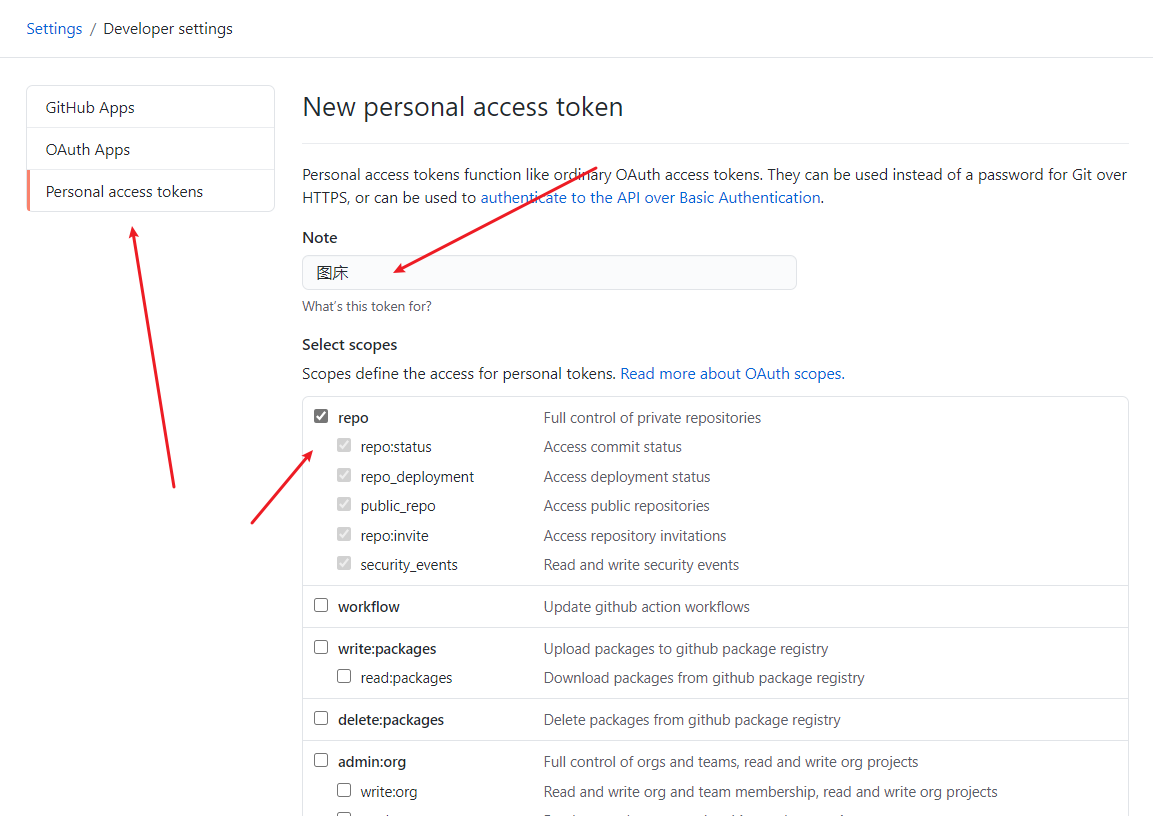 Settings / Developer settings
GitHub Apps
OAuth Apps
Personal access tokens
New personal access token
Personal access tokens function like ordinary OAuth access tokens. They can be used instead of a password for Git over
HTTPS, or can be used to authenticate to the API over Basic Authentication.
Note
图床
What's this token for?
Select scopes
Scopes define the access for personal tokens. Read more about OAuth scopes.
repo Full control of private repositories
repo:status Access commit status
repo_deployment Access deployment status
public_repo Access public repositories
repo:invite Access repository invitations
security_events Read and write security events
workflow Update github action workflows
write:packages Upload packages to github package registry
read:packages Download packages from github package registry
delete:packages Delete packages from github package registry
admin:org Full control of orgs and teams, read and write org projects
write:org Read and write org and team membership, read and write org projects